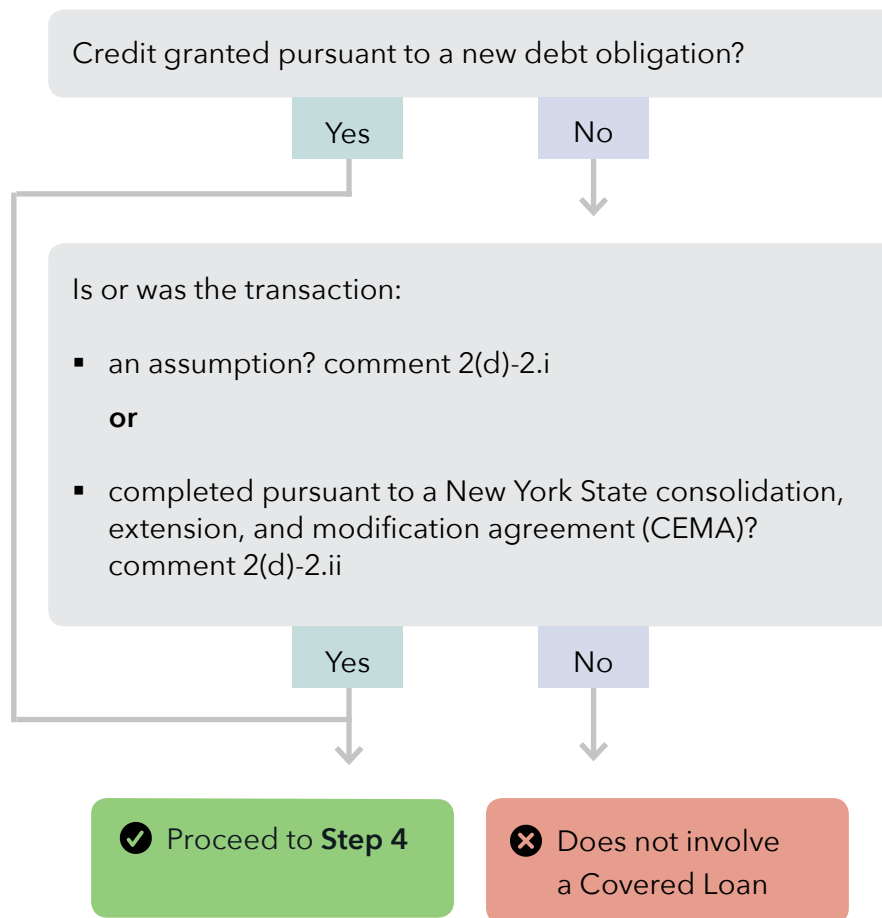 Credit granted pursuant to a new debt obligation?
Yes
No
Is or was the transaction:
▪ an assumption? comment 2(d)-2.i
or
▪ completed pursuant to a New York State consolidation,
extension, and modification agreement (CEMA)?
comment 2(d)-2.ii
Yes
No
Proceed to Step 4
Does not involve
a Covered Loan